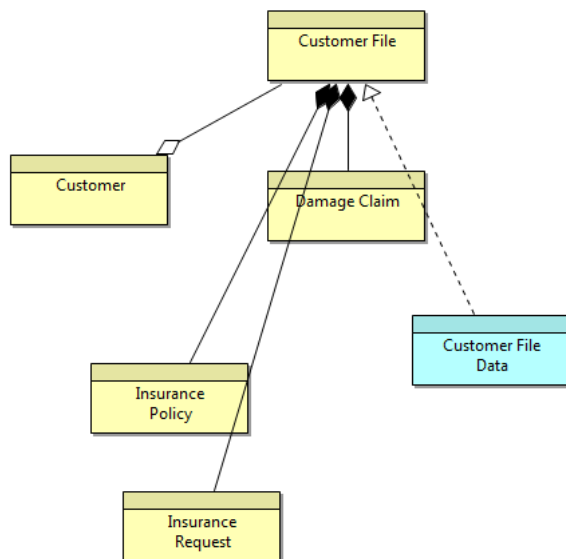 Customer File
Customer
Damage Claim
Customer File
Data
Insurance
Policy
Insurance
Request